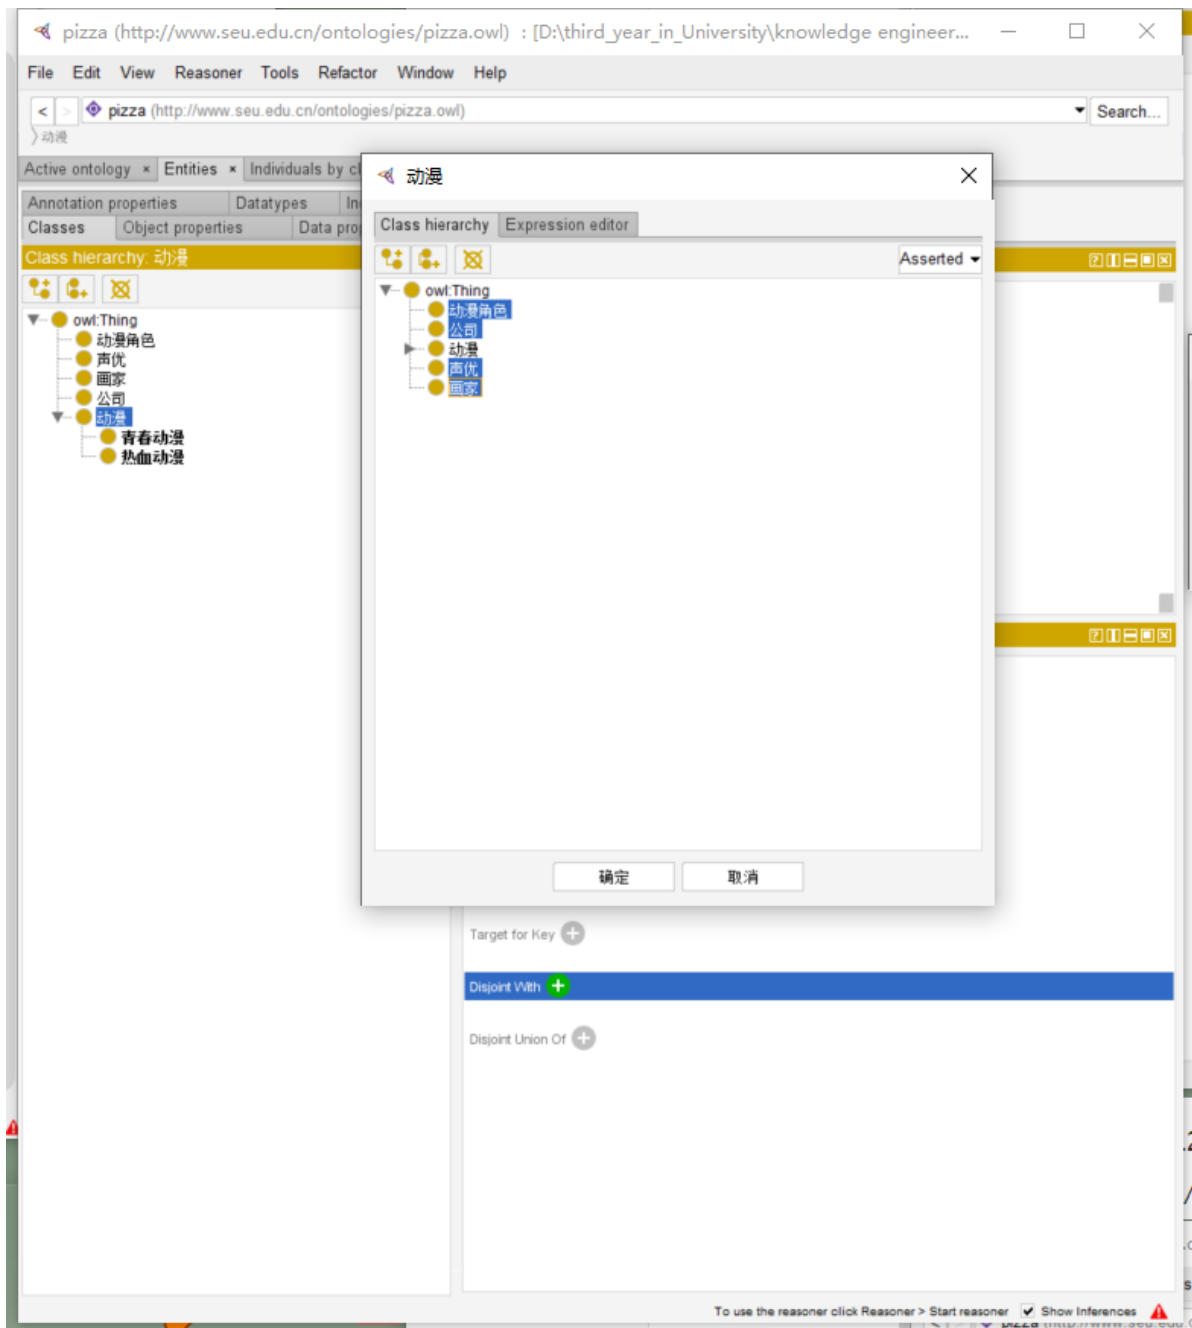 pizza (http://www.seu.edu.cn/ontologies/pizza.owl) : [D:\third_year_in_University\knowledge engineer...
File Edit View Reasoner Tools Refactor Window Help
< > pizza (http://www.seu.edu.cn/ontologies/pizza.owl) Search...
动漫
Active ontology × Entities × Individuals by cl
Annotation properties Datatypes In
Classes Object properties Data prop
Class hierarchy: 动漫
owl:Thing
动漫角色
声优
画家
公司
动漫
青春动漫
热血动漫
动漫
Class hierarchy Expression editor
Asserted
owl:Thing
动漫角色
公司
动漫
声优
画家
确定 取消
Target for Key
Disjoint With
Disjoint Union Of
To use the reasoner click Reasoner > Start reasoner Show Inferences